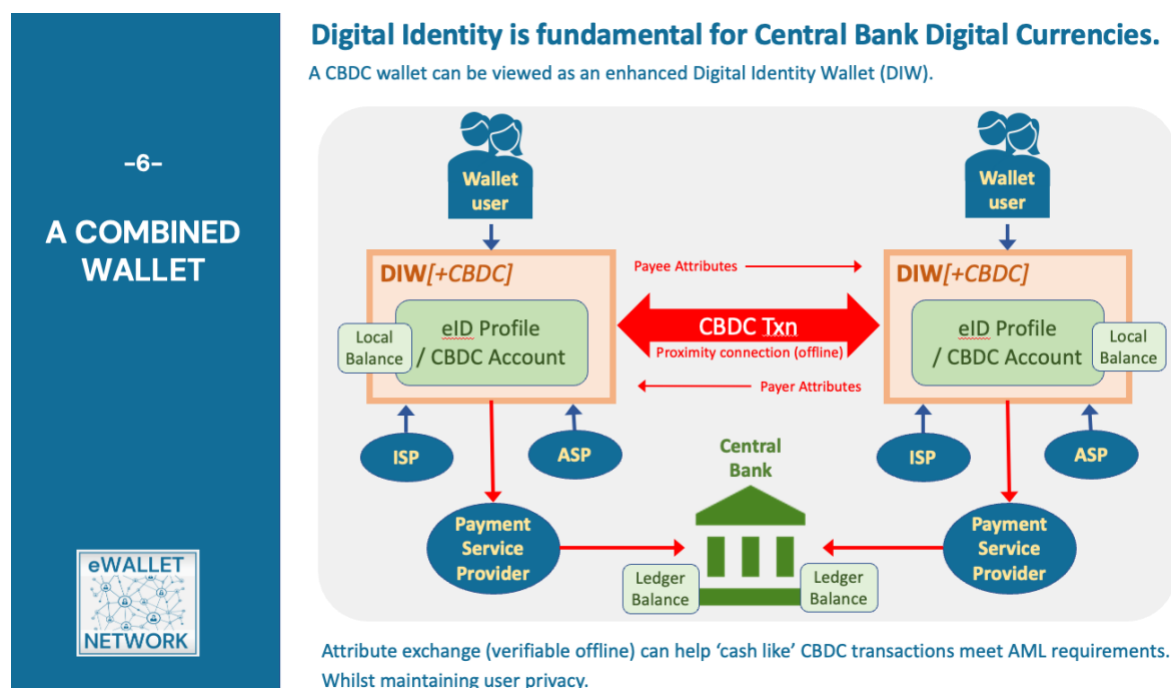 -6-
A COMBINED
WALLET
eWALLET
NETWORK
Digital Identity is fundamental for Central Bank Digital Currencies.
A CBDC wallet can be viewed as an enhanced Digital Identity Wallet (DIW).
Wallet
user
Wallet
user
DIW[+CBDC]
eID Profile
/ CBDC Account
Local
Balance
Payee Attributes
CBDC Txn
Proximity connection (offline)
Payer Attributes
DIW[+CBDC]
eID Profile
/ CBDC Account
Local
Balance
ISP
ASP
ISP
ASP
Central
Bank
Payment
Service
Provider
Payment
Service
Provider
Ledger
Balance
Ledger
Balance
Attribute exchange (verifiable offline) can help ‘cash like’ CBDC transactions meet AML requirements.
Whilst maintaining user privacy.